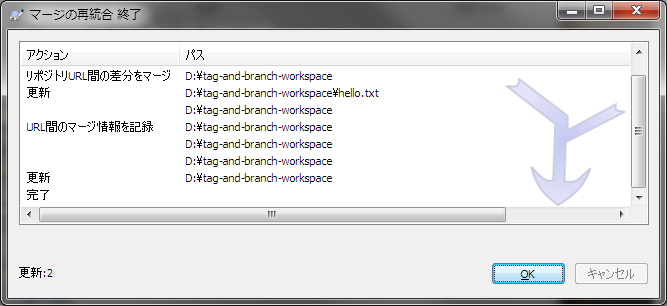 マージの再統合 終了
アクション パス
リポジトリURL間の差分をマージ D:¥tag-and-branch-workspace
更新 D:¥tag-and-branch-workspace¥hello.txt
D:¥tag-and-branch-workspace
URL間のマージ情報を記録 D:¥tag-and-branch-workspace
D:¥tag-and-branch-workspace
D:¥tag-and-branch-workspace
更新 D:¥tag-and-branch-workspace
完了
更新:2
OK キャンセル